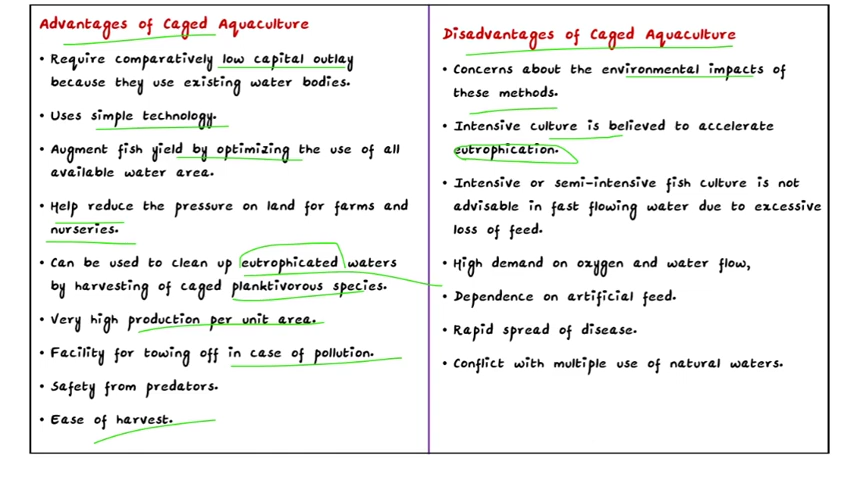 Advantages of Caged Aquaculture
• Require comparatively low capital outlay
because they use existing water bodies.
• Uses simple technology.
• Augment fish yield by optimizing the use of all
available water area.
• Help reduce the pressure on land for farms and
nurseries.
• Can be used to clean up eutrophicated waters
by harvesting of caged planktivorous species.
• Very high production per unit area.
• Facility for towing off in case of pollution.
• Safety from predators.
• Ease of harvest.
Disadvantages of Caged Aquaculture
• Concerns about the environmental impacts of
these methods.
• Intensive culture is believed to accelerate
eutrophication.
• Intensive or semi-intensive fish culture is not
advisable in fast flowing water due to excessive
loss of feed.
• High demand on oxygen and water flow,
• Dependence on artificial feed.
• Rapid spread of disease.
• Conflict with multiple use of natural waters.